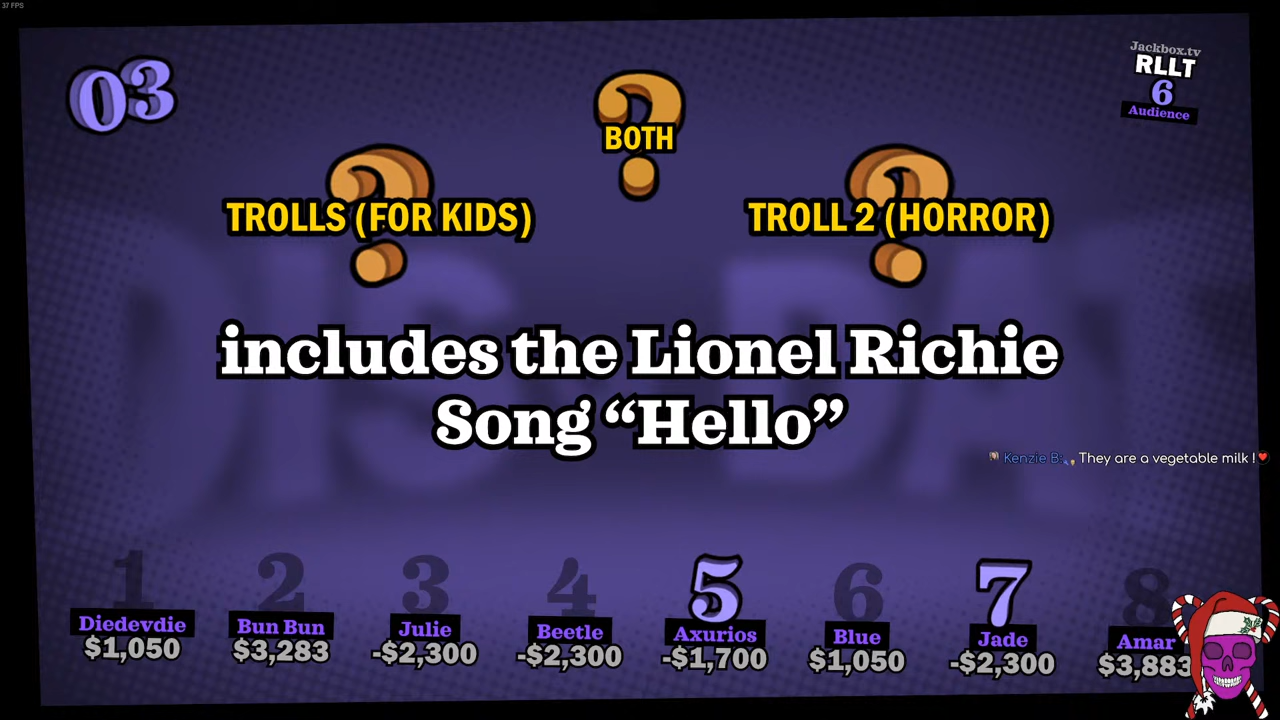 37 FPS
03
Jackbox.tv
RLLT
6
Audience
BOTH
TROLLS (FOR KIDS)
TROLL 2 (HORROR)
includes the Lionel Richie
Song “Hello”
Kenzie B: They are a vegetable milk !
1 2 3 4 5 6 7 8
Diedevdie Bun Bun Julie Beetle Axurios Blue Jade Amar
$1,050 $3,283 -$2,300 -$2,300 -$1,700 $1,050 -$2,300 $3,883